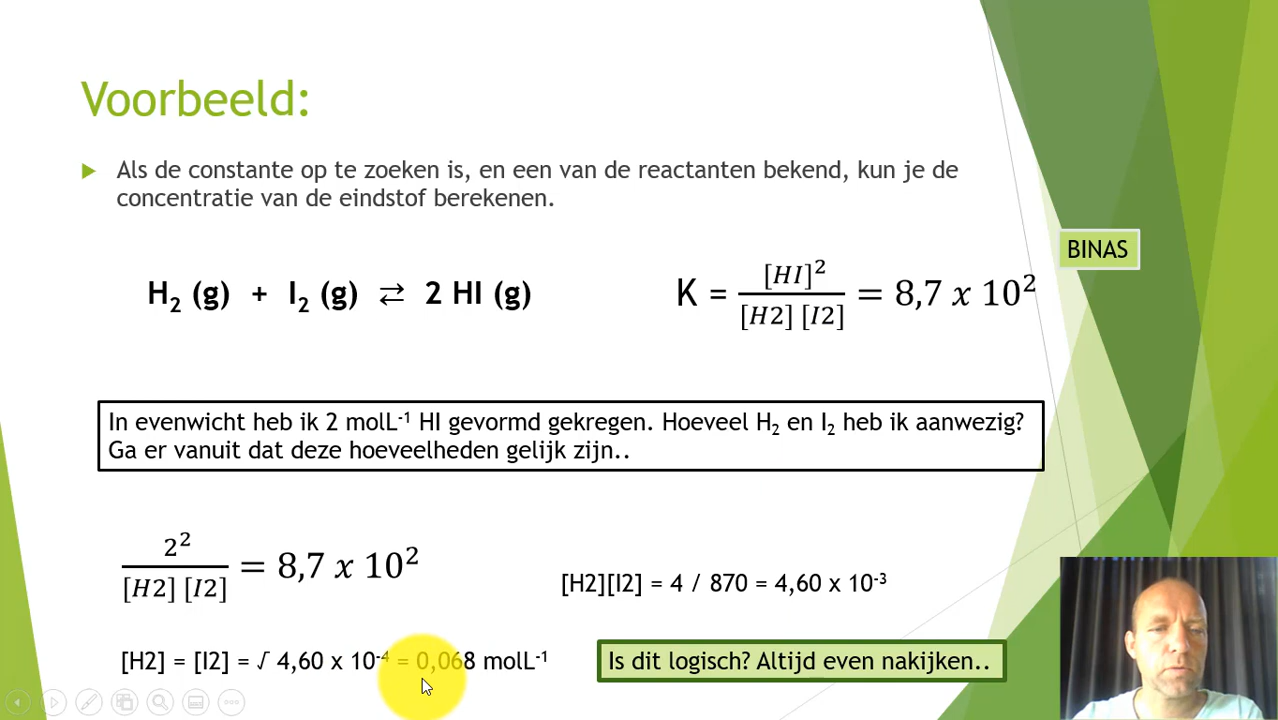 Voorbeeld:
Als de constante op te zoeken is, en een van de reactanten bekend, kun je de
concentratie van de eindstof berekenen.
BINAS
H₂ (g) + I₂ (g) ⇄ 2 HI (g)
K = [HI]² / [H2] [I2] = 8,7 x 10²
In evenwicht heb ik 2 molL⁻¹ HI gevormd gekregen. Hoeveel H₂ en I₂ heb ik aanwezig?
Ga er vanuit dat deze hoeveelheden gelijk zijn..
2² / [H2] [I2] = 8,7 x 10²
[H2][I2] = 4 / 870 = 4,60 x 10⁻³
[H2] = [I2] = √ 4,60 x 10⁻⁴ = 0,068 molL⁻¹
Is dit logisch? Altijd even nakijken..